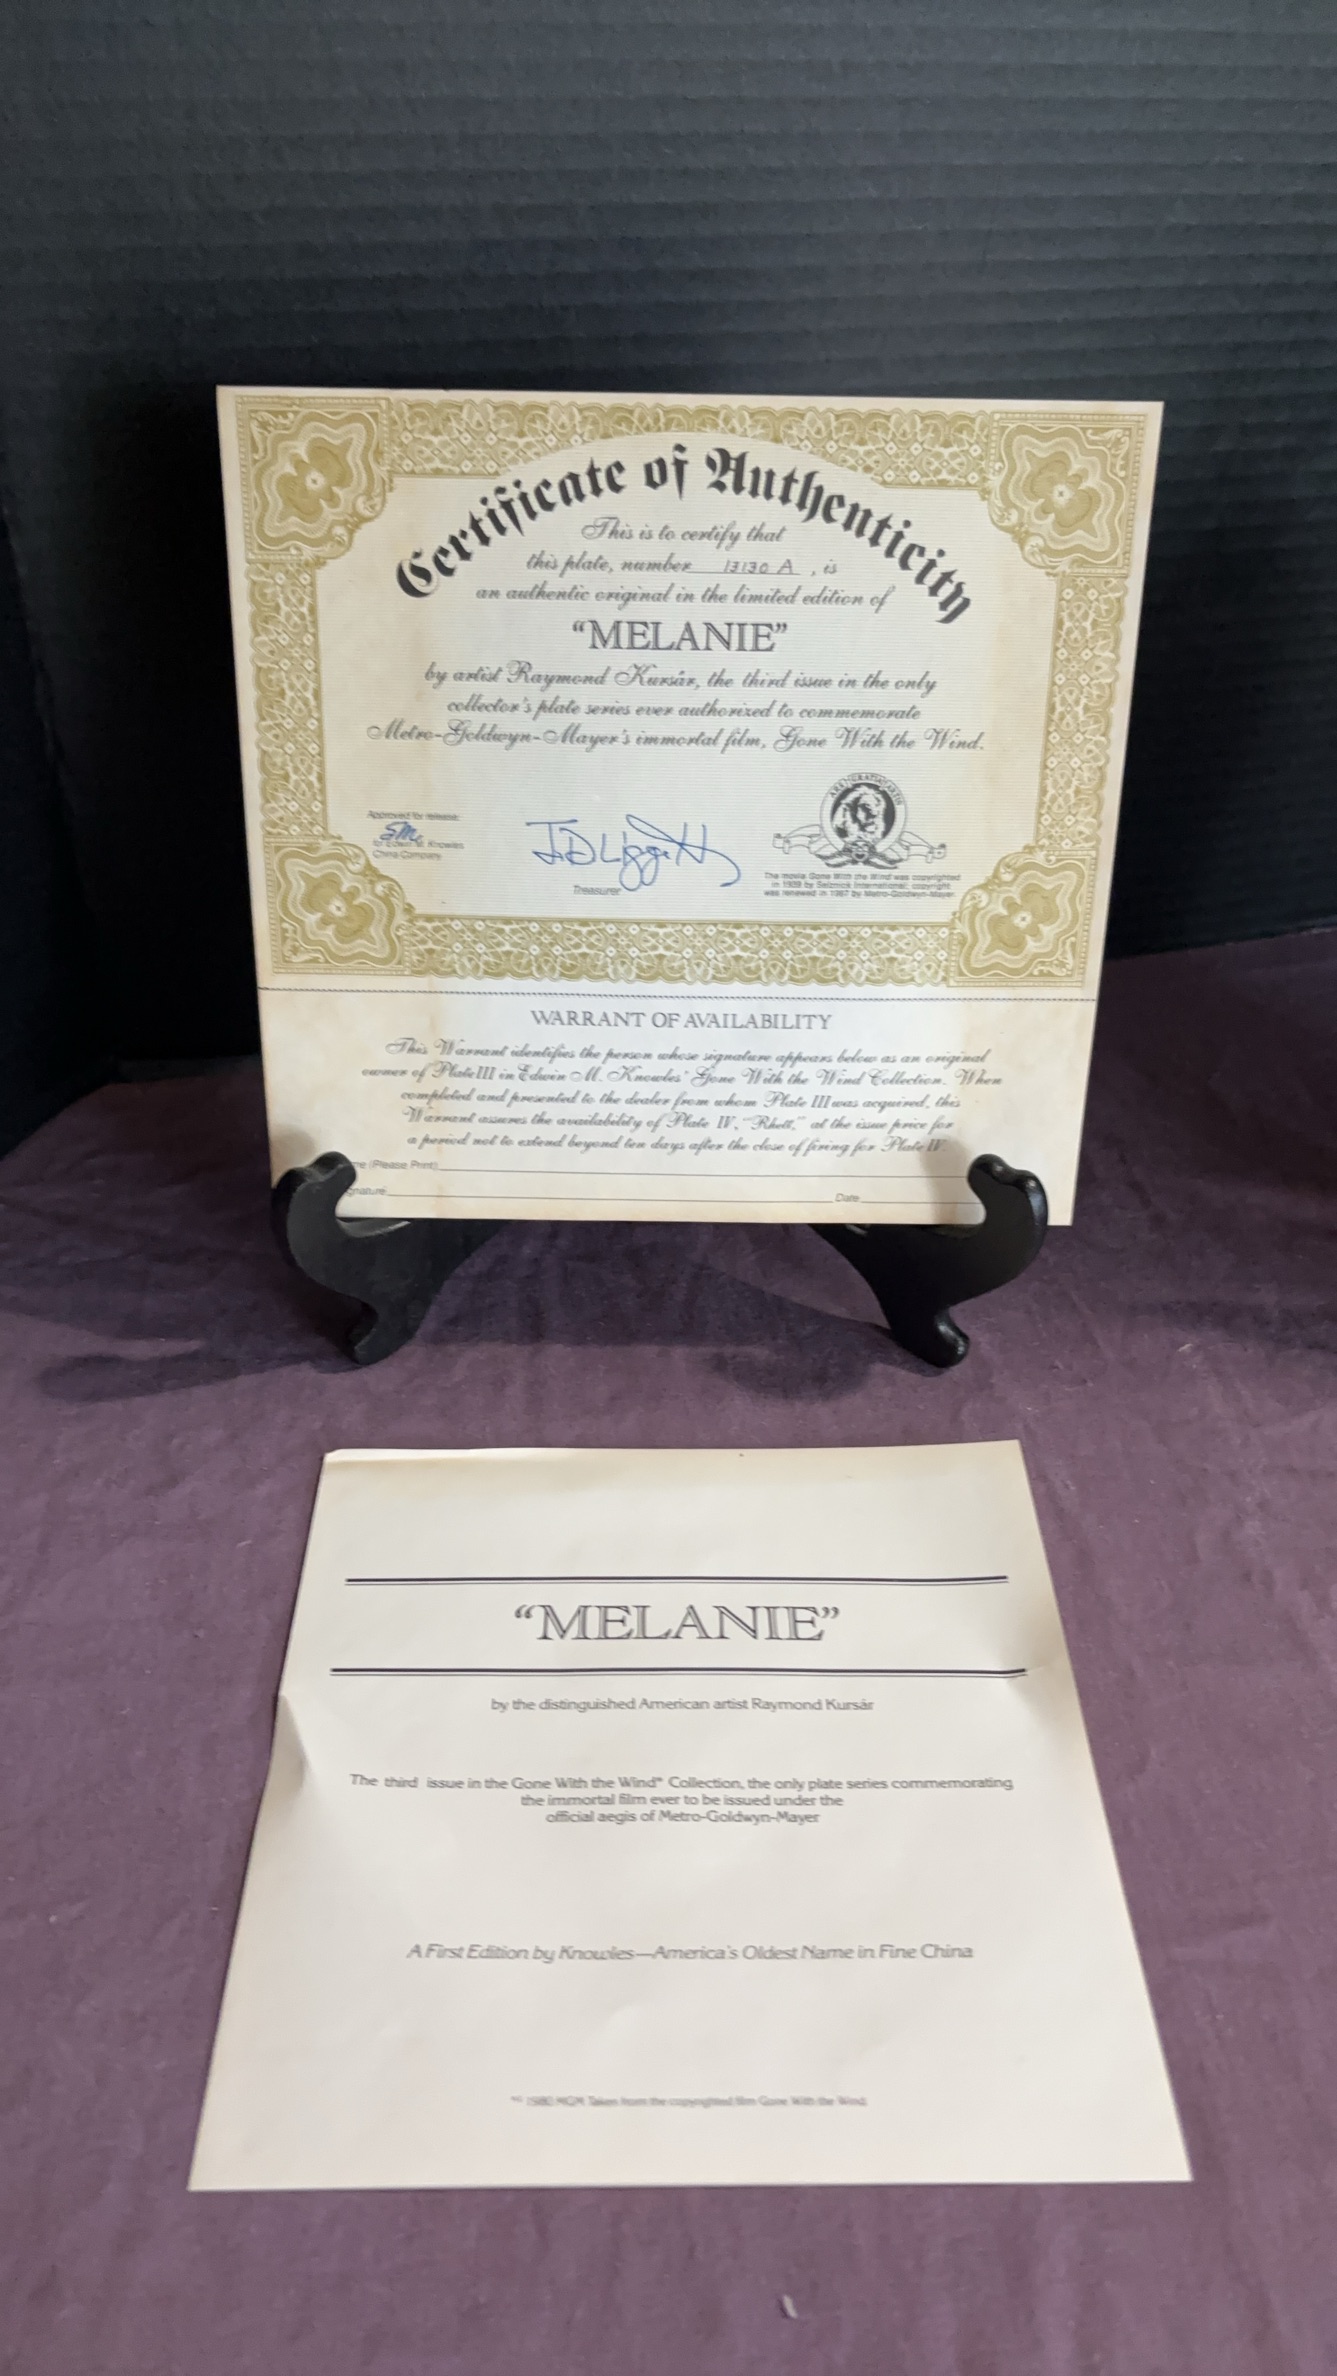 Certificate of Authenticity
This is to certify that
this plate, number 13130 A, is
an authentic original in the limited edition of
“MELANIE”
by artist Raymond Kursár, the third issue in the only
collector's plate series ever authorized to commemorate
Metro-Goldwyn-Mayer's immortal film, Gone With the Wind.
Approved for release:
for Edwin M. Knowles
China Company
J.D. Liggett
Treasurer
ARS GRATIA ARTIS
The movie Gone With the Wind was copyrighted
in 1939 by Selznick International; copyright
was renewed in 1967 by Metro-Goldwyn-Mayer.
WARRANT OF AVAILABILITY
This Warrant identifies the person whose signature appears below as an original
owner of Plate III in Edwin M. Knowles' Gone With the Wind Collection. When
completed and presented to the dealer from whom Plate III was acquired, this
Warrant assures the availability of Plate IV, “Rhett,” at the issue price for
a period not to extend beyond ten days after the close of firing for Plate IV.
me (Please Print)
gnature Date
“MELANIE”
by the distinguished American artist Raymond Kursár
The third issue in the Gone With the Wind® Collection, the only plate series commemorating
the immortal film ever to be issued under the
official aegis of Metro-Goldwyn-Mayer
A First Edition by Knowles—America's Oldest Name in Fine China
1980 MGM Taken from the copyrighted film Gone With the Wind